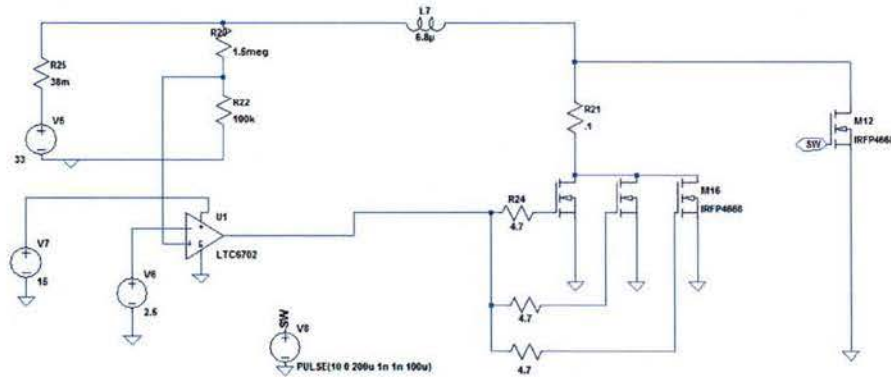 L7
6.8µ
R20
1.5meg
R25
38m
R22
100k
R21
.1
V5
33
M12
IRFP4668
SW
M16
IRFP4668
R24
4.7
U1
LTC6702
V7
15
V6
2.5
4.7
4.7
SW
V8
PULSE(10 0 200u 1n 1n 100u)